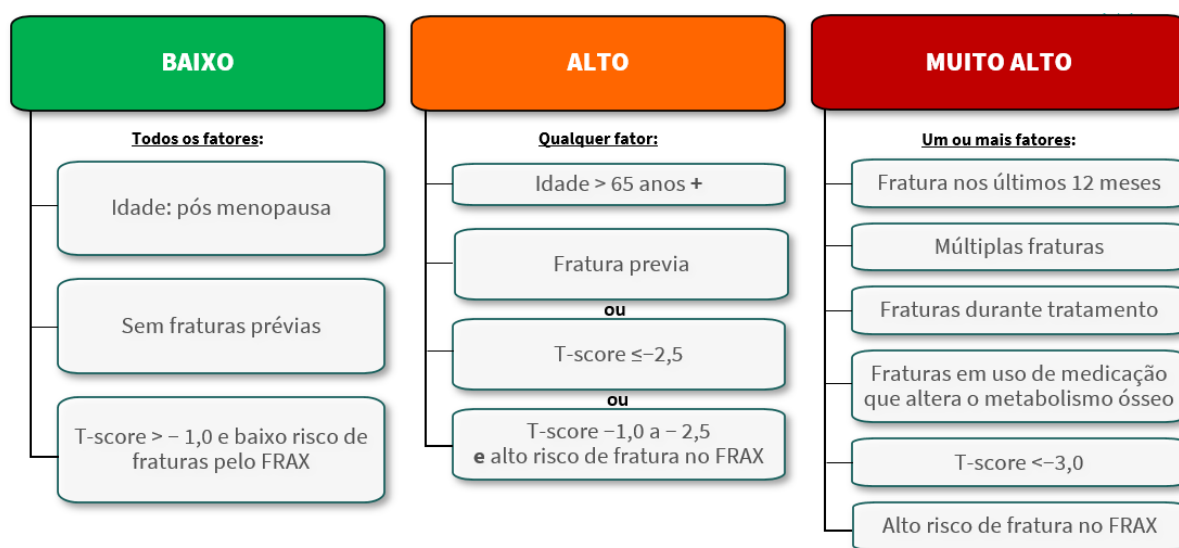 BAIXO
Todos os fatores:
Idade: pós menopausa
Sem fraturas prévias
T-score > − 1,0 e baixo risco de
fraturas pelo FRAX
ALTO
Qualquer fator:
Idade > 65 anos +
Fratura previa
ou
T-score ≤−2,5
ou
T-score −1,0 a − 2,5
e alto risco de fratura no FRAX
MUITO ALTO
Um ou mais fatores:
Fratura nos últimos 12 meses
Múltiplas fraturas
Fraturas durante tratamento
Fraturas em uso de medicação
que altera o metabolismo ósseo
T-score <−3,0
Alto risco de fratura no FRAX